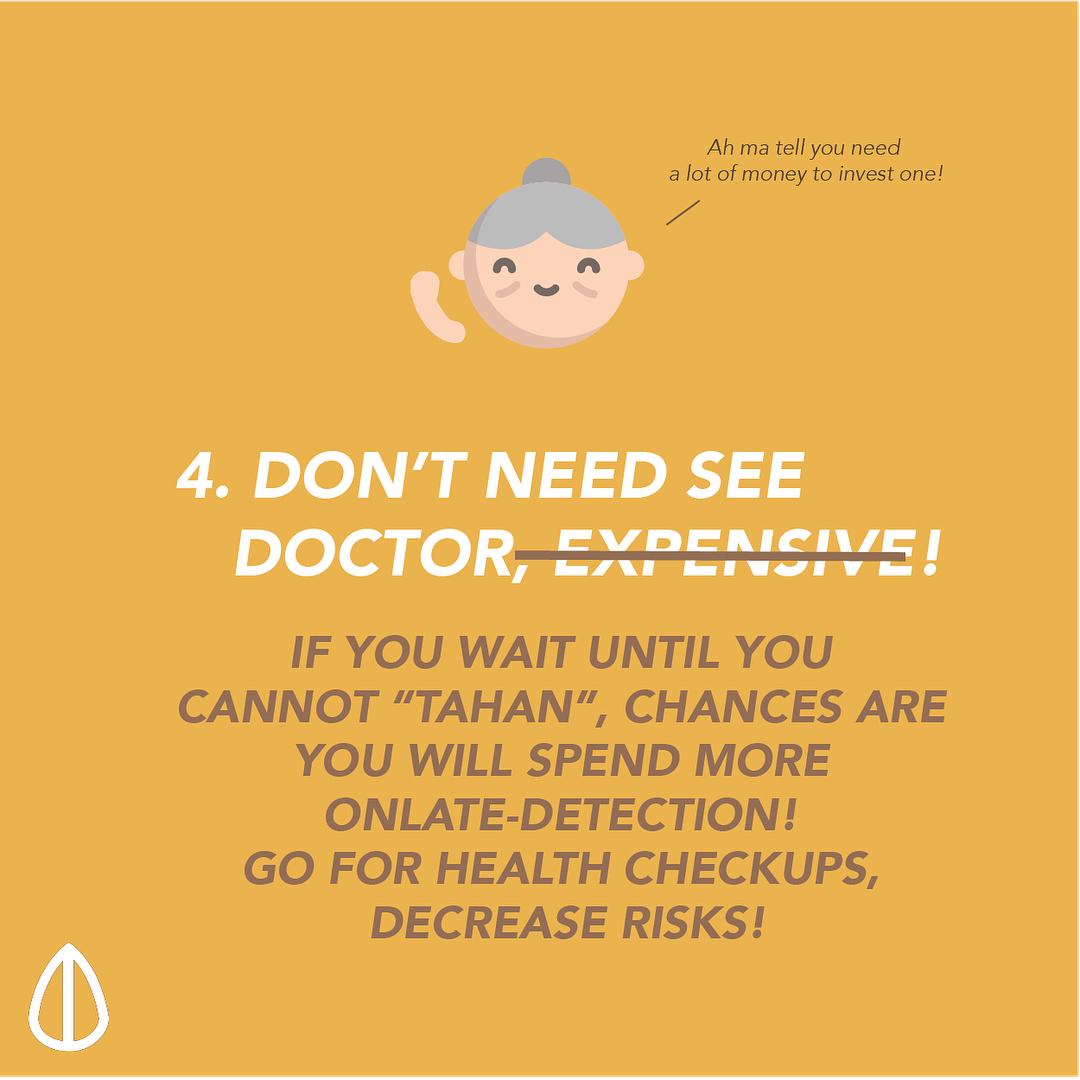 Ah ma tell you need
a lot of money to invest one!
4. DON’T NEED SEE
DOCTOR, EXPENSIVE!
IF YOU WAIT UNTIL YOU
CANNOT “TAHAN”, CHANCES ARE
YOU WILL SPEND MORE
ONLATE-DETECTION!
GO FOR HEALTH CHECKUPS,
DECREASE RISKS!